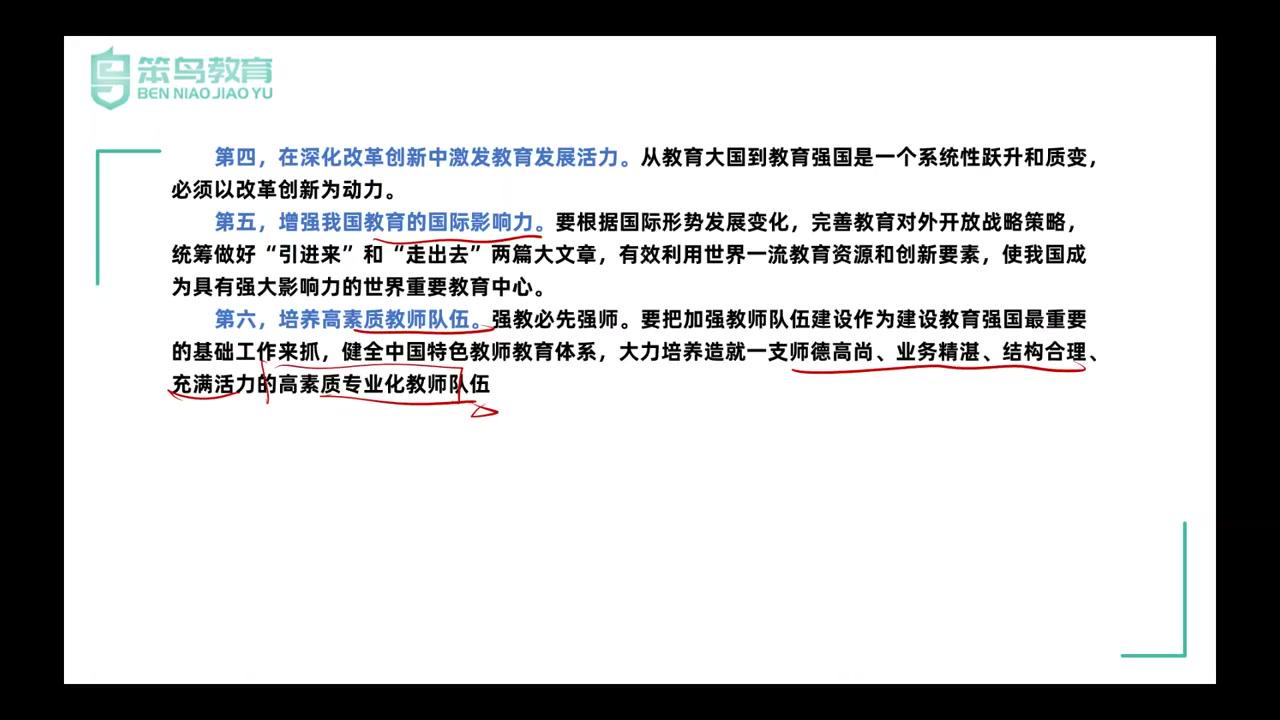 笨鸟教育
BEN NIAO JIAO YU
第四，在深化改革创新中激发教育发展活力。从教育大国到教育强国是一个系统性跃升和质变，
必须以改革创新为动力。
第五，增强我国教育的国际影响力。要根据国际形势发展变化，完善教育对外开放战略策略，
统筹做好“引进来”和“走出去”两篇大文章，有效利用世界一流教育资源和创新要素，使我国成
为具有强大影响力的世界重要教育中心。
第六，培养高素质教师队伍。强教必先强师。要把加强教师队伍建设作为建设教育强国最重要
的基础工作来抓，健全中国特色教师教育体系，大力培养造就一支师德高尚、业务精湛、结构合理、
充满活力的高素质专业化教师队伍